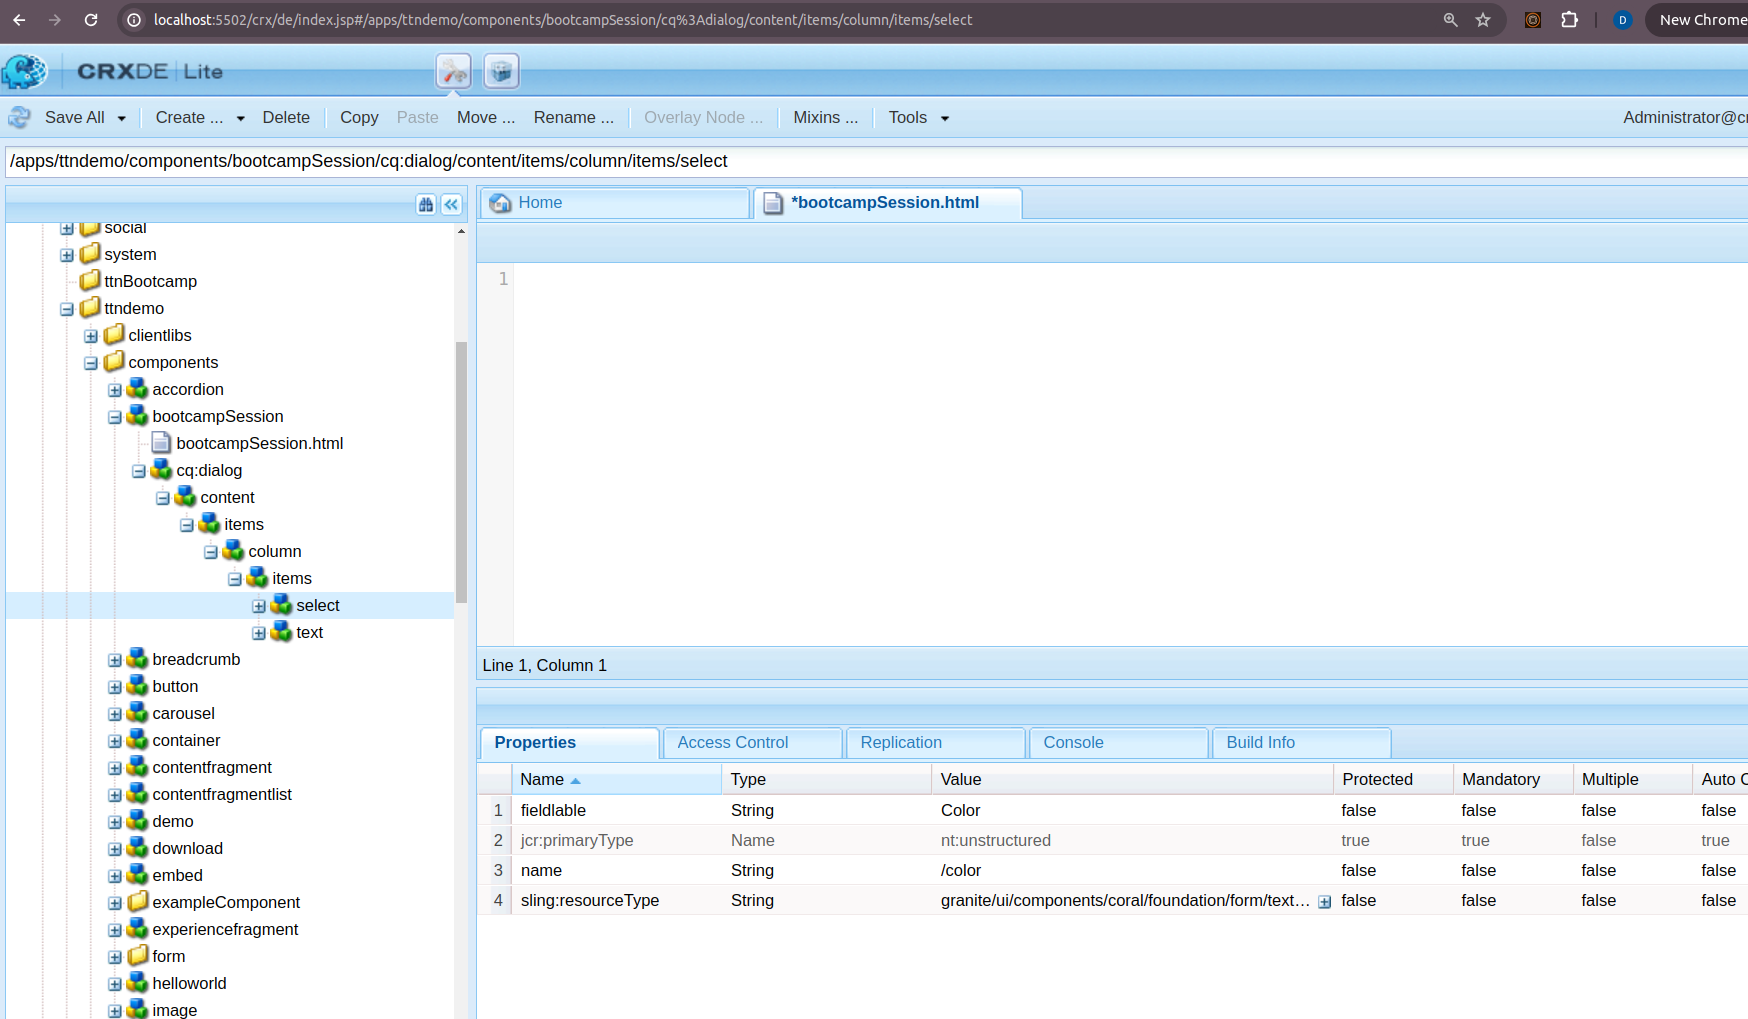 localhost:5502/crx/de/index.jsp#/apps/ttndemo/components/bootcampSession/cq%3Adialog/content/items/column/items/select
D
New Chrome
CRXDE Lite
Save All
Create ...
Delete
Copy
Paste
Move ...
Rename ...
Overlay Node ...
Mixins ...
Tools
Administrator@cr
/apps/ttndemo/components/bootcampSession/cq:dialog/content/items/column/items/select
social
system
ttnBootcamp
ttndemo
clientlibs
components
accordion
bootcampSession
bootcampSession.html
cq:dialog
content
items
column
items
select
text
breadcrumb
button
carousel
container
contentfragment
contentfragmentlist
demo
download
embed
exampleComponent
experiencefragment
form
helloworld
image
Home
*bootcampSession.html
1
Line 1, Column 1
Properties
Access Control
Replication
Console
Build Info
Name Type Value Protected Mandatory Multiple Auto C
1 fieldlable String Color false false false false
2 jcr:primaryType Name nt:unstructured true true false true
3 name String /color false false false false
4 sling:resourceType String granite/ui/components/coral/foundation/form/text... false false false false